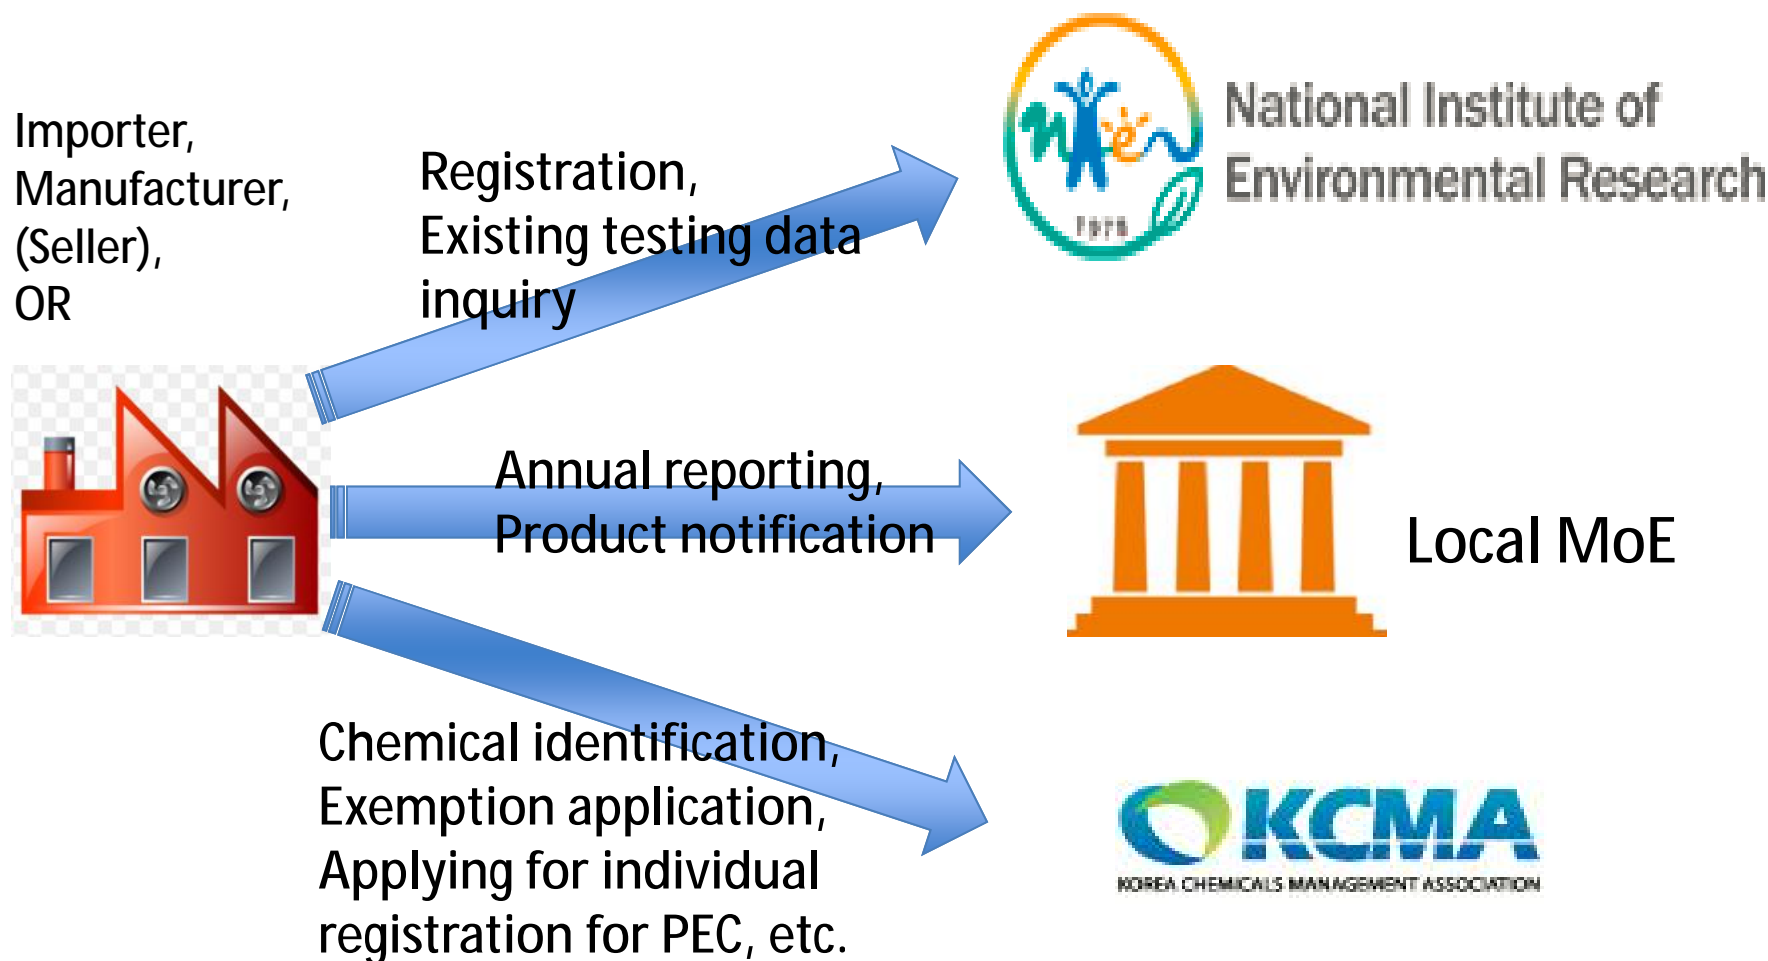 Importer,
Manufacturer,
(Seller),
OR
Registration,
Existing testing data
inquiry
National Institute of
Environmental Research
Annual reporting,
Product notification
Local MoE
Chemical identification,
Exemption application,
Applying for individual
registration for PEC, etc.
KCMA
KOREA CHEMICALS MANAGEMENT ASSOCIATION